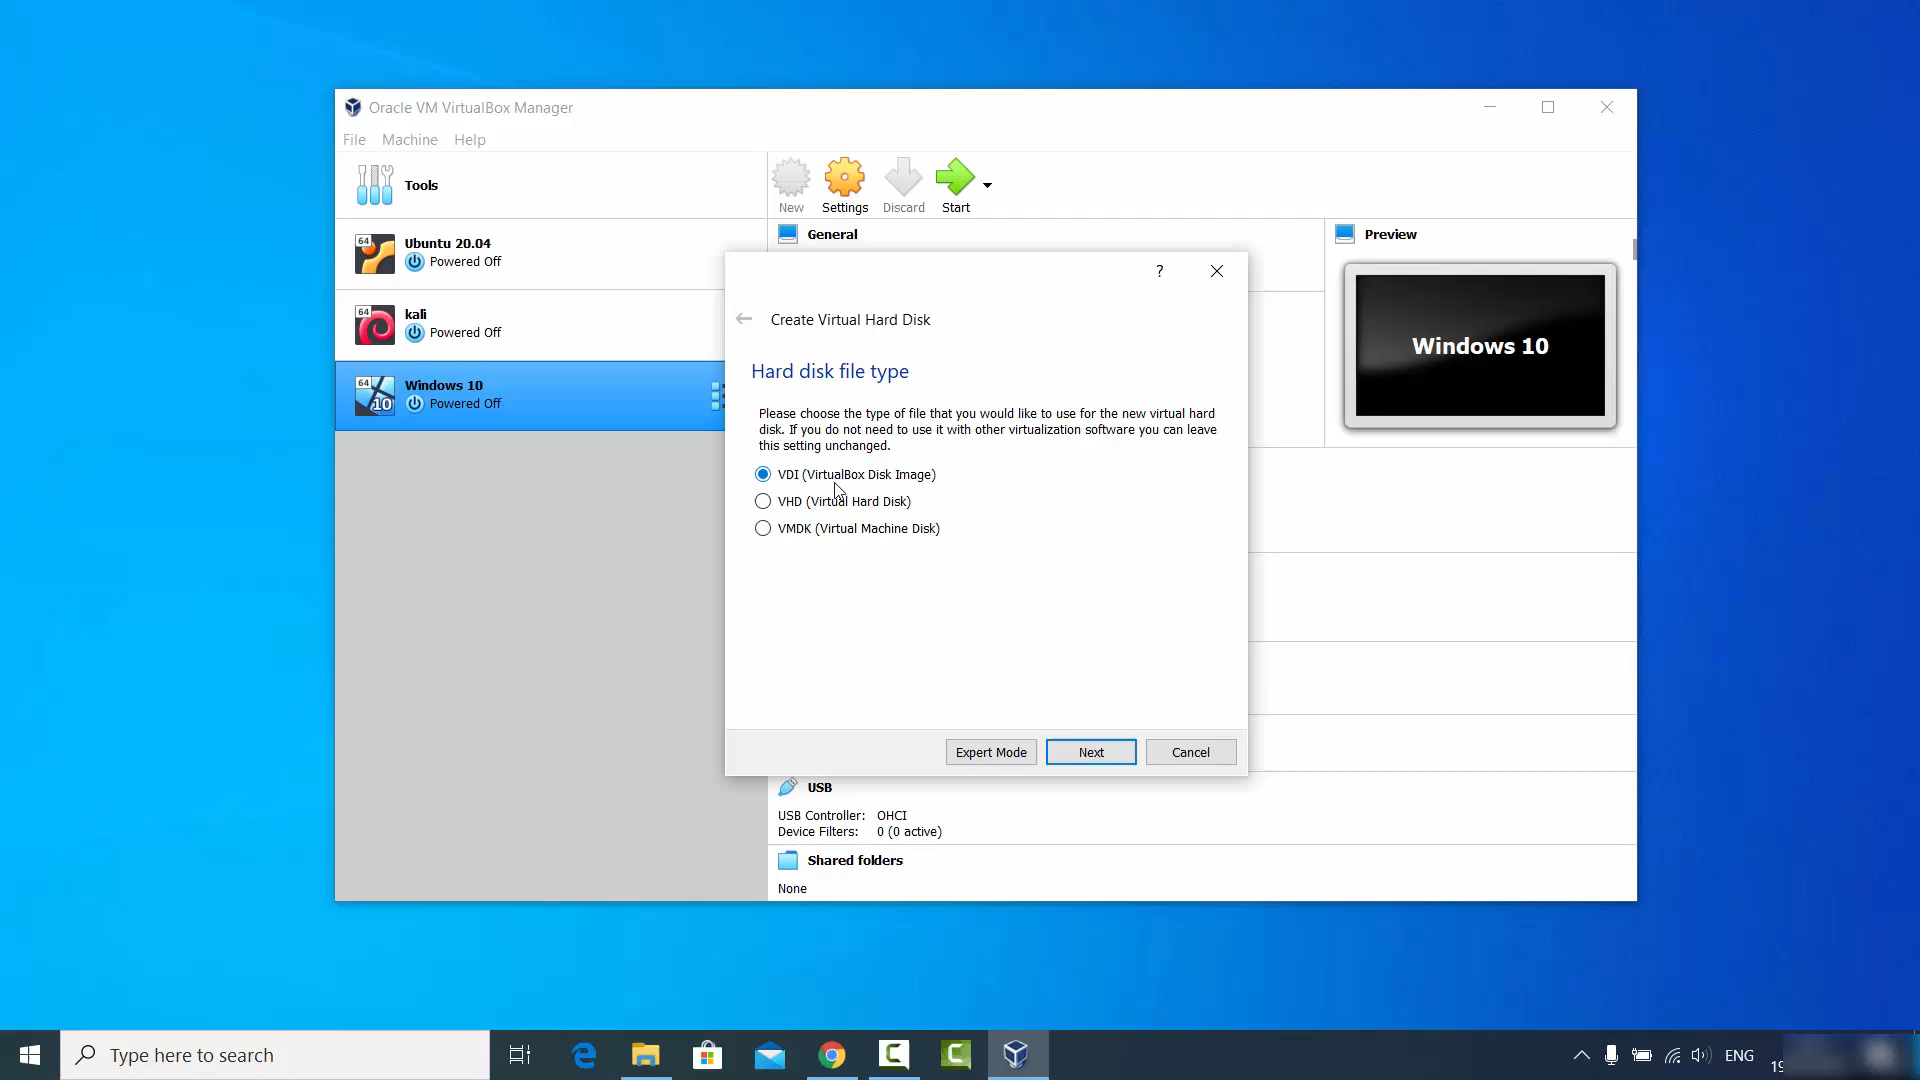 Oracle VM VirtualBox Manager
File Machine Help
Tools
New Settings Discard Start
64
Ubuntu 20.04
Powered Off
64
kali
Powered Off
64
10
Windows 10
Powered Off
General
Preview
Windows 10
?
Create Virtual Hard Disk
Hard disk file type
Please choose the type of file that you would like to use for the new virtual hard
disk. If you do not need to use it with other virtualization software you can leave
this setting unchanged.
VDI (VirtualBox Disk Image)
VHD (Virtual Hard Disk)
VMDK (Virtual Machine Disk)
Expert Mode Next Cancel
USB
USB Controller: OHCI
Device Filters: 0 (0 active)
Shared folders
None
Type here to search
ENG